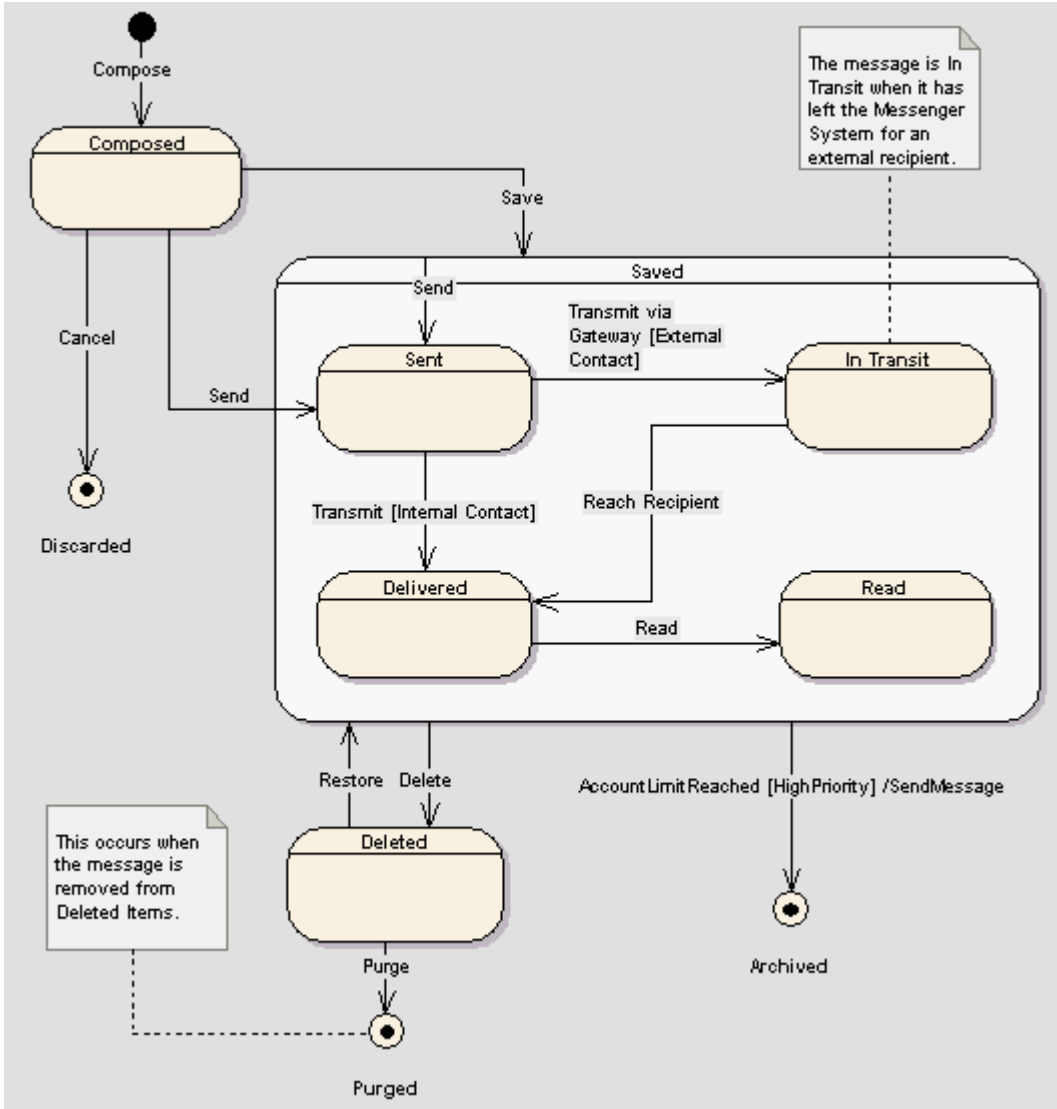 Compose
The message is In
Transit when it has
left the Messenger
System for an
external recipient.
Composed
Save
Saved
Send
Transmit via
Gateway [External
Contact]
Cancel
Sent
In Transit
Send
Reach Recipient
Transmit [Internal Contact]
Discarded
Delivered
Read
Read
Restore
Delete
AccountLimitReached [HighPriority] /SendMessage
This occurs when
the message is
removed from
Deleted Items.
Deleted
Purge
Archived
Purged